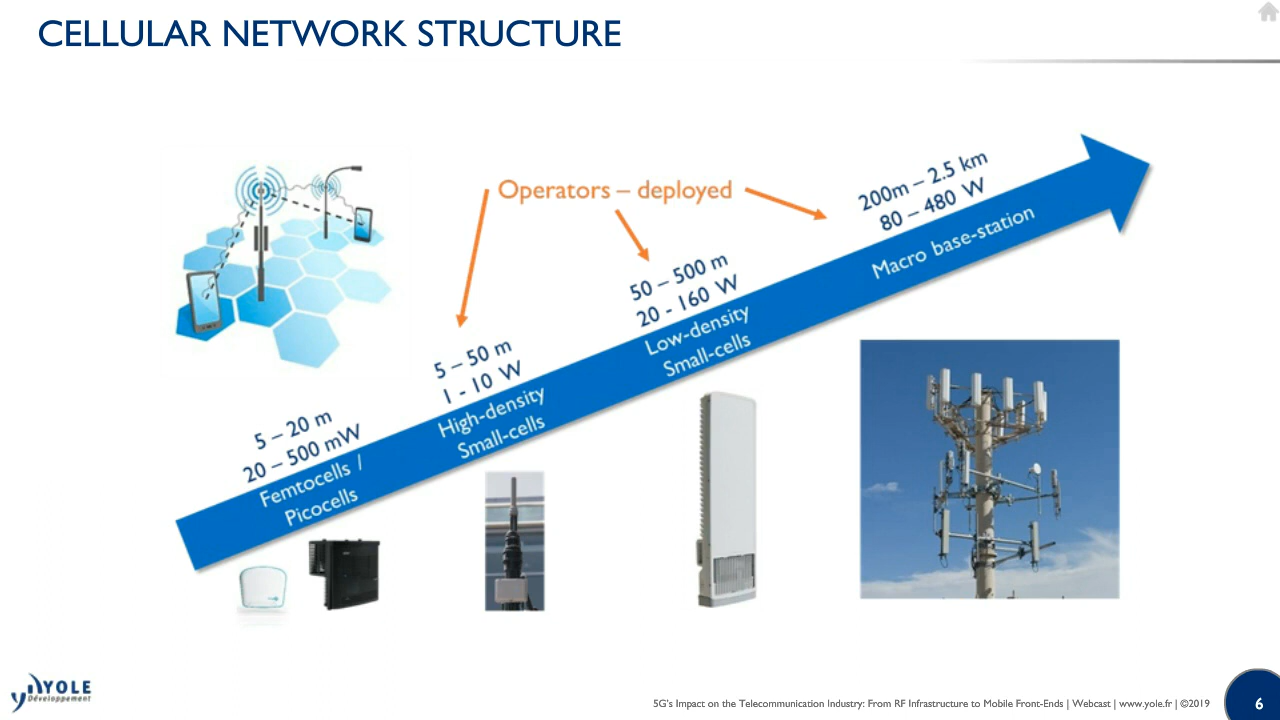 CELLULAR NETWORK STRUCTURE
Operators – deployed
5 – 20 m
20 – 500 mW
Femtocells /
Picocells
5 – 50 m
1 - 10 W
High-density
Small-cells
50 – 500 m
20 - 160 W
Low-density
Small-cells
200m – 2.5 km
80 – 480 W
Macro base-station
YOLE
Développement
5G's Impact on the Telecommunication Industry: From RF Infrastructure to Mobile Front-Ends | Webcast | www.yole.fr | ©2019
6